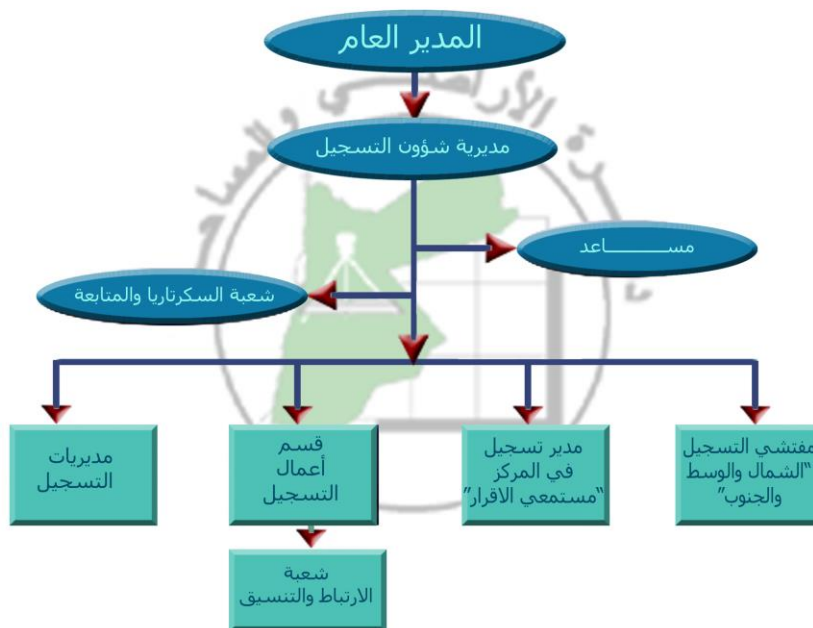 المدير العام
مديرية شؤون التسجيل
مســـــــــاعد
شعبة السكرتاريا والمتابعة
مفتشي التسجيل
“الشمال والوسط
والجنوب”
مدير تسجيل
في المركز
“مستمعي الاقرار”
قسم
أعمال
التسجيل
مديريات
التسجيل
شعبة
الارتباط والتنسيق